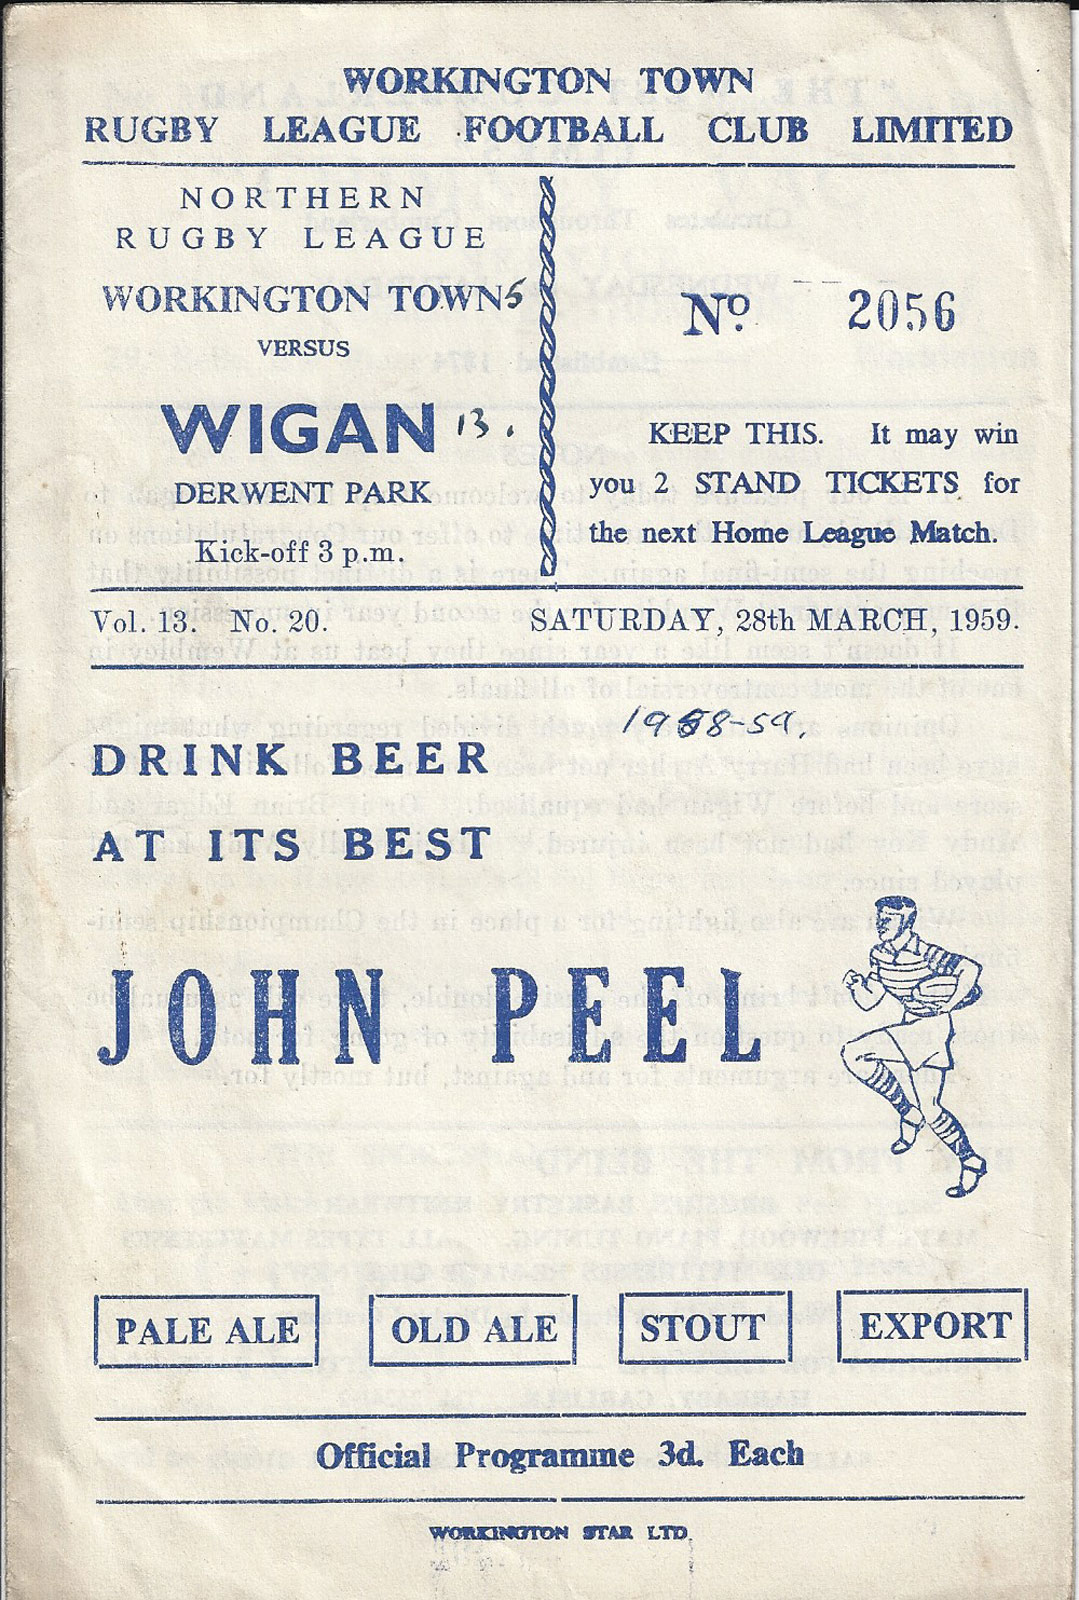 WORKINGTON TOWN
RUGBY LEAGUE FOOTBALL CLUB LIMITED
NORTHERN
RUGBY LEAGUE
WORKINGTON TOWN 5
VERSUS
WIGAN 13.
DERWENT PARK
Kick-off 3 p.m.
No. 2056
KEEP THIS. It may win
you 2 STAND TICKETS for
the next Home League Match.
Vol. 13. No. 20. SATURDAY, 28th MARCH, 1959.
1958-59.
DRINK BEER
AT ITS BEST
JOHN PEEL
PALE ALE OLD ALE STOUT EXPORT
Official Programme 3d. Each
WORKINGTON STAR LTD.